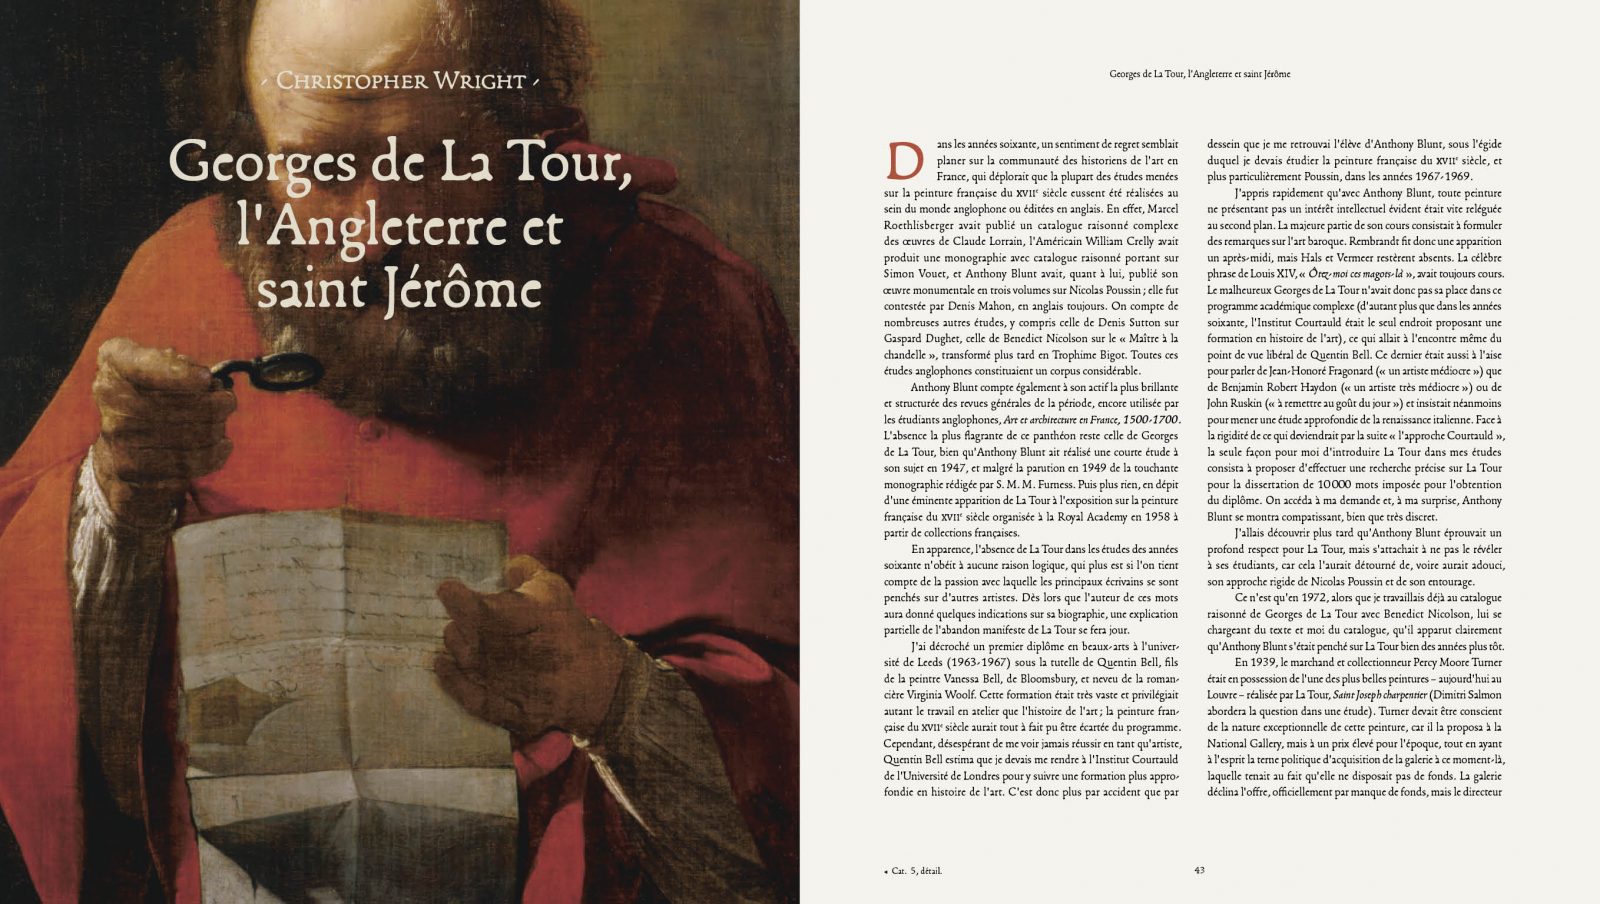 - Christopher Wright -
Georges de La Tour,
l'Angleterre et
saint Jérôme
Georges de La Tour, l'Angleterre et saint Jérôme
Dans les années soixante, un sentiment de regret semblait
planer sur la communauté des historiens de l'art en
France, qui déplorait que la plupart des études menées
sur la peinture française du XVIIe siècle eussent été réalisées au
sein du monde anglophone ou éditées en anglais. En effet, Marcel
Roethlisberger avait publié un catalogue raisonné complexe
des œuvres de Claude Lorrain, l'Américain William Crelly avait
produit une monographie avec catalogue raisonné portant sur
Simon Vouet, et Anthony Blunt avait, quant à lui, publié son
œuvre monumentale en trois volumes sur Nicolas Poussin ; elle fut
contestée par Denis Mahon, en anglais toujours. On compte de
nombreuses autres études, y compris celle de Denis Sutton sur
Gaspard Dughet, celle de Benedict Nicolson sur le « Maître à la
chandelle », transformé plus tard en Trophime Bigot. Toutes ces
études anglophones constituaient un corpus considérable.
Anthony Blunt compte également à son actif la plus brillante
et structurée des revues générales de la période, encore utilisée par
les étudiants anglophones, Art et architecture en France, 1500-1700.
L'absence la plus flagrante de ce panthéon reste celle de Georges
de La Tour, bien qu'Anthony Blunt ait réalisé une courte étude à
son sujet en 1947, et malgré la parution en 1949 de la touchante
monographie rédigée par S. M. M. Furness. Puis plus rien, en dépit
d'une éminente apparition de La Tour à l'exposition sur la peinture
française du XVIIe siècle organisée à la Royal Academy en 1958 à
partir de collections françaises.
En apparence, l'absence de La Tour dans les études des années
soixante n'obéit à aucune raison logique, qui plus est si l'on tient
compte de la passion avec laquelle les principaux écrivains se sont
penchés sur d'autres artistes. Dès lors que l'auteur de ces mots
aura donné quelques indications sur sa biographie, une explication
partielle de l'abandon manifeste de La Tour se fera jour.
J'ai décroché un premier diplôme en beaux-arts à l'univer-
sité de Leeds (1963-1967) sous la tutelle de Quentin Bell, fils
de la peintre Vanessa Bell, de Bloomsbury, et neveu de la roman-
cière Virginia Woolf. Cette formation était très vaste et privilégiait
autant le travail en atelier que l'histoire de l'art ; la peinture fran-
çaise du XVIIe siècle aurait tout à fait pu être écartée du programme.
Cependant, désespérant de me voir jamais réussir en tant qu'artiste,
Quentin Bell estima que je devais me rendre à l'Institut Courtauld
de l'Université de Londres pour y suivre une formation plus appro-
fondie en histoire de l'art. C'est donc plus par accident que par
dessein que je me retrouvai l'élève d'Anthony Blunt, sous l'égide
duquel je devais étudier la peinture française du XVIIe siècle, et
plus particulièrement Poussin, dans les années 1967-1969.
J'appris rapidement qu'avec Anthony Blunt, toute peinture
ne présentant pas un intérêt intellectuel évident était vite reléguée
au second plan. La majeure partie de son cours consistait à formuler
des remarques sur l'art baroque. Rembrandt fit donc une apparition
un après-midi, mais Hals et Vermeer restèrent absents. La célèbre
phrase de Louis XIV, « Ôtez-moi ces magots-là », avait toujours cours.
Le malheureux Georges de La Tour n'avait donc pas sa place dans ce
programme académique complexe (d'autant plus que dans les années
soixante, l'Institut Courtauld était le seul endroit proposant une
formation en histoire de l'art), ce qui allait à l'encontre même du
point de vue libéral de Quentin Bell. Ce dernier était aussi à l'aise
pour parler de Jean-Honoré Fragonard (« un artiste médiocre ») que
de Benjamin Robert Haydon (« un artiste très médiocre ») ou de
John Ruskin (« à remettre au goût du jour ») et insistait néanmoins
pour mener une étude approfondie de la renaissance italienne. Face à
la rigidité de ce qui deviendrait par la suite « l'approche Courtauld »,
la seule façon pour moi d'introduire La Tour dans mes études
consista à proposer d'effectuer une recherche précise sur La Tour
pour la dissertation de 10 000 mots imposée pour l'obtention
du diplôme. On accéda à ma demande et, à ma surprise, Anthony
Blunt se montra compatissant, bien que très discret.
J'allais découvrir plus tard qu'Anthony Blunt éprouvait un
profond respect pour La Tour, mais s'attachait à ne pas le révéler
à ses étudiants, car cela l'aurait détourné de, voire aurait adouci,
son approche rigide de Nicolas Poussin et de son entourage.
Ce n'est qu'en 1972, alors que je travaillais déjà au catalogue
raisonné de Georges de La Tour avec Benedict Nicolson, lui se
chargeant du texte et moi du catalogue, qu'il apparut clairement
qu'Anthony Blunt s'était penché sur La Tour bien des années plus tôt.
En 1939, le marchand et collectionneur Percy Moore Turner
était en possession de l'une des plus belles peintures – aujourd'hui au
Louvre – réalisée par La Tour, Saint Joseph charpentier (Dimitri Salmon
abordera la question dans une étude). Turner devait être conscient
de la nature exceptionnelle de cette peinture, car il la proposa à la
National Gallery, mais à un prix élevé pour l'époque, tout en ayant
à l'esprit la terne politique d'acquisition de la galerie à ce moment-là,
laquelle tenait au fait qu'elle ne disposait pas de fonds. La galerie
déclina l'offre, officiellement par manque de fonds, mais le directeur
◂ Cat. 5, détail.
43